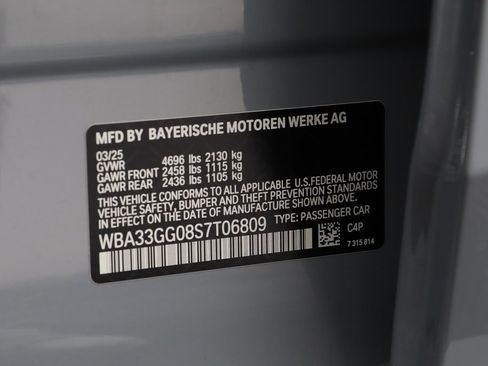 MFD BY BAYERISCHE MOTOREN WERKE AG
03/25
GVWR 4696 lbs 2130 kg
GAWR FRONT 2458 lbs 1115 kg
GAWR REAR 2436 lbs 1105 kg
THIS VEHICLE CONFORMS TO ALL APPLICABLE U.S.FEDERAL MOTOR
VEHICLE SAFETY, BUMPER AND THEFT PREVENTION STANDARDS
IN EFFECT ON THE DATE OF MANUFACTURE SHOWN ABOVE.
WBA33GG08S7T06809 TYPE: PASSENGER CAR
C4P
7 315 814